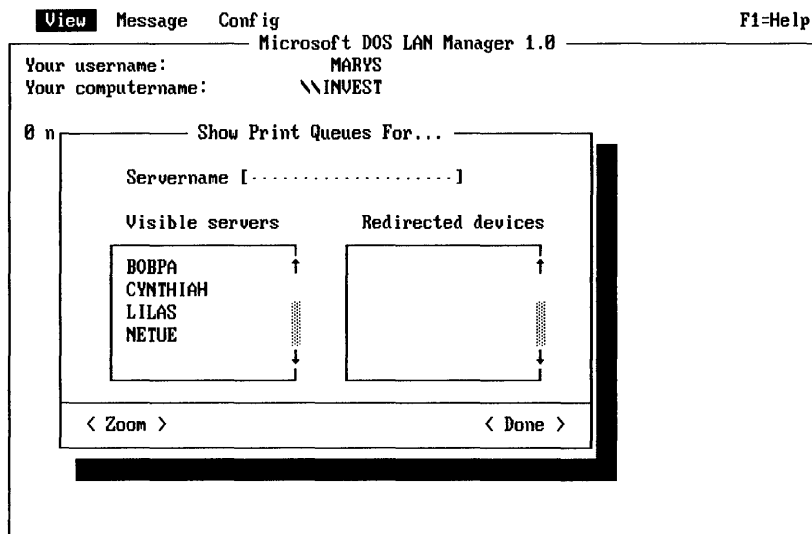 View Message Config F1=Help
Microsoft DOS LAN Manager 1.0
Your username: MARYS
Your computername: \\INVEST
0 n
Show Print Queues For...
Servername [....................]
Visible servers Redirected devices
BOBPA
CYNTHIAH
LILAS
NETUE
< Zoom > < Done >